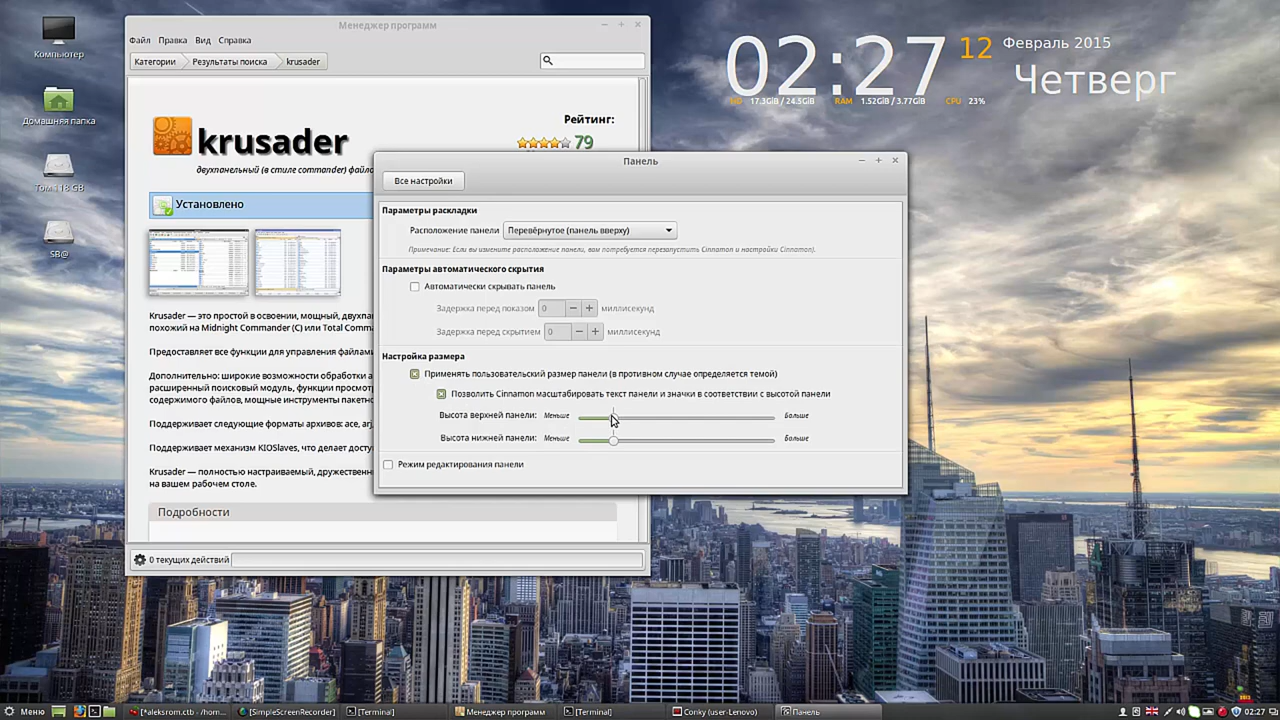 Менеджер программ
Файл Правка Вид Справка
Категории Результаты поиска krusader
krusader
Рейтинг:
79
двухпанельный (в стиле commander) файло
Установлено
Krusader — это простой в освоении, мощный, двухпа
похожий на Midnight Commander (C) или Total Comma
Предоставляет все функции для управления файлами
Дополнительно: широкие возможности обработки а
расширенный поисковый модуль, функции просмот
содержимого файлов, мощные инструменты пакетно
Поддерживает следующие форматы архивов: ace, arj
Поддерживает механизм KIOSlaves, что делает досту
Krusader — полностью настраиваемый, дружественн
на вашем рабочем столе.
Подробности
0 текущих действий
Компьютер
Домашняя папка
SB@
02:27
12
Февраль 2015
Четверг
HD 17.3GiB / 24.5GiB RAM 1.52GiB / 3.77GiB CPU 23%
Панель
Все настройки
Параметры раскладки
Расположение панели Перевёрнутое (панель вверху)
Примечание: Если вы измените расположение панели, вам потребуется перезапустить Cinnamon и настройки Cinnamon).
Параметры автоматического скрытия
Автоматически скрывать панель
Задержка перед показом 0 миллисекунд
Задержка перед скрытием 0 миллисекунд
Настройка размера
Применять пользовательский размер панели (в противном случае определяется темой)
Позволить Cinnamon масштабировать текст панели и значки в соответствии с высотой панели
Высота верхней панели: Меньше Больше
Высота нижней панели: Меньше Больше
Режим редактирования панели
Меню [*aleksrom.ctb - /hom... [SimpleScreenRecorder] [Terminal] Менеджер программ [Terminal] Conky (user-Lenovo) Панель 02:27